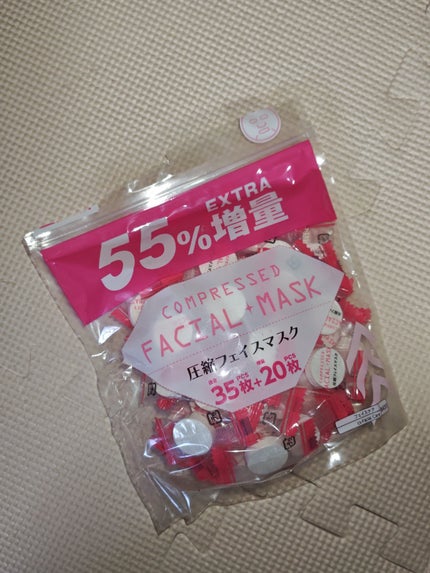 EXTRA
55%増量
COMPRESSED
FACIAL+MASK
圧縮フェイスマスク
35枚+20枚
PCS PCS